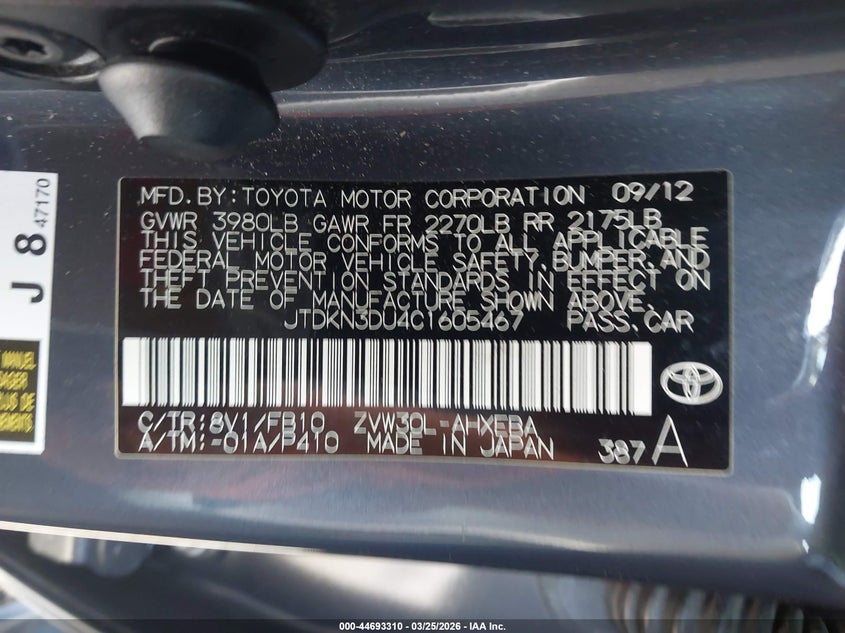 MFD.BY:TOYOTA MOTOR CORPORATION 09/12
GVWR 3980LB GAWR FR 2270LB RR 2175LB
THIS VEHICLE CONFORMS TO ALL APPLICABLE
FEDERAL MOTOR VEHICLE SAFETY,BUMPER,AND
THEFT PREVENTION STANDARDS IN EFFECT ON
THE DATE OF MANUFACTURE SHOWN ABOVE.
JTDKN3DU4C1605467 PASS.CAR
C/TR:8V1/FB10 ZVW30L-AHXEBA
A/TM:-01A/P410 MADE IN JAPAN 387A
J 8 47170
MANUEL
000-44693310 | 03/25/2026 | IAA Inc.